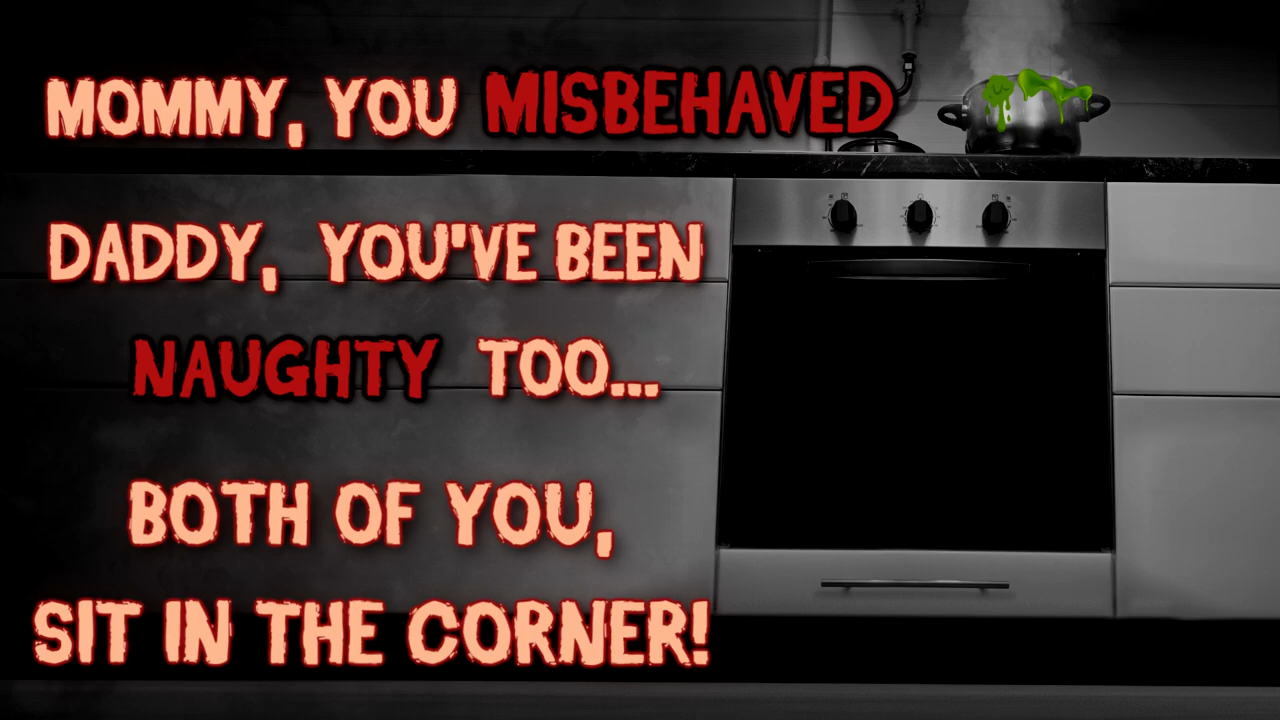 MOMMY, YOU MISBEHAVED
DADDY, YOU'VE BEEN
NAUGHTY TOO...
BOTH OF YOU,
SIT IN THE CORNER!